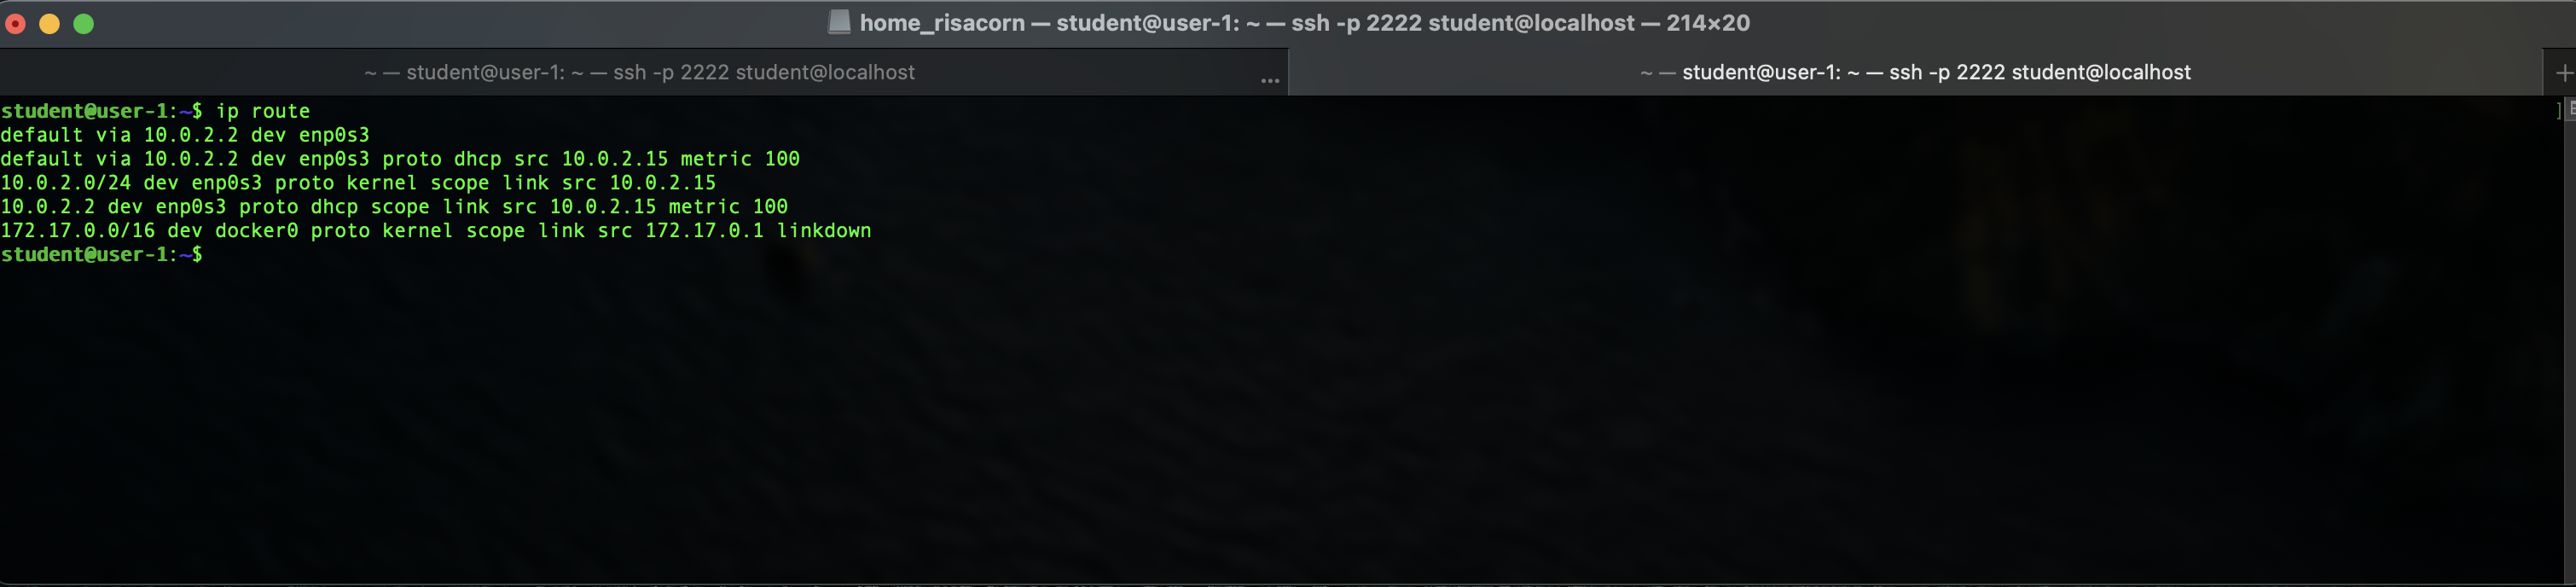 home_risacorn — student@user-1: ~ — ssh -p 2222 student@localhost — 214×20
~ — student@user-1: ~ — ssh -p 2222 student@localhost ... ~ — student@user-1: ~ — ssh -p 2222 student@localhost +
student@user-1:~$ ip route ]
default via 10.0.2.2 dev enp0s3
default via 10.0.2.2 dev enp0s3 proto dhcp src 10.0.2.15 metric 100
10.0.2.0/24 dev enp0s3 proto kernel scope link src 10.0.2.15
10.0.2.2 dev enp0s3 proto dhcp scope link src 10.0.2.15 metric 100
172.17.0.0/16 dev docker0 proto kernel scope link src 172.17.0.1 linkdown
student@user-1:~$